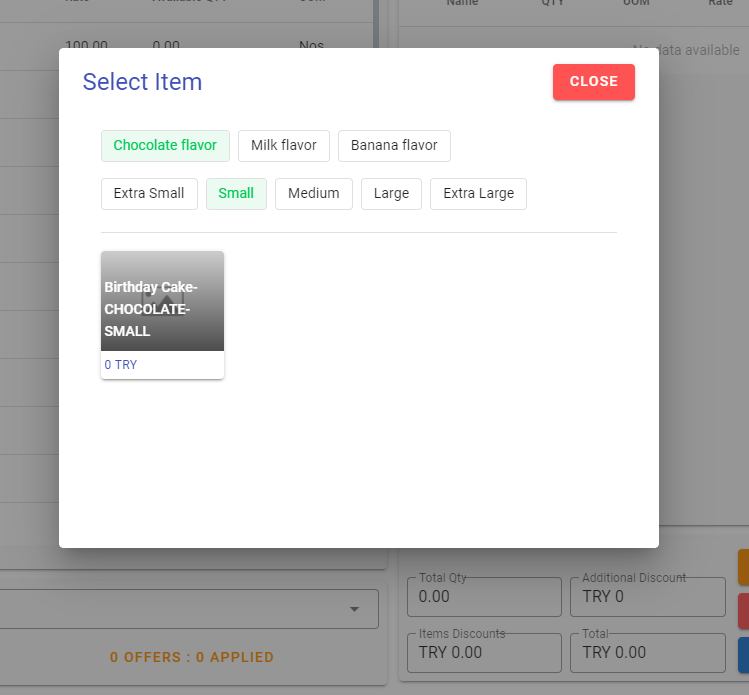 Rate Available QTY UOM
Name QTY UOM Rate
100.00 0.00 Nos
No data available
Select Item
CLOSE
Chocolate flavor Milk flavor Banana flavor
Extra Small Small Medium Large Extra Large
Birthday Cake-
CHOCOLATE-
SMALL
0 TRY
Total Qty
0.00
Additional Discount
TRY 0
Items Discounts
TRY 0.00
Total
TRY 0.00
0 OFFERS : 0 APPLIED